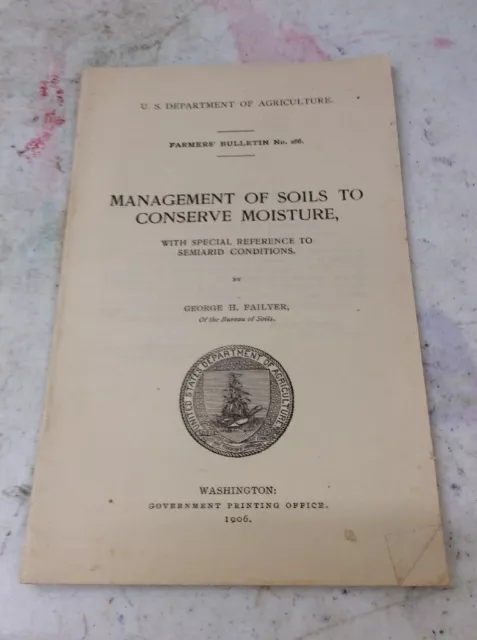 U. S. DEPARTMENT OF AGRICULTURE.
FARMERS' BULLETIN No. 266.
MANAGEMENT OF SOILS TO
CONSERVE MOISTURE,
WITH SPECIAL REFERENCE TO
SEMIARID CONDITIONS.
BY
GEORGE H. FAILYER,
Of the Bureau of Soils.
UNITED STATES DEPARTMENT OF AGRICULTURE
WASHINGTON:
GOVERNMENT PRINTING OFFICE.
1906.